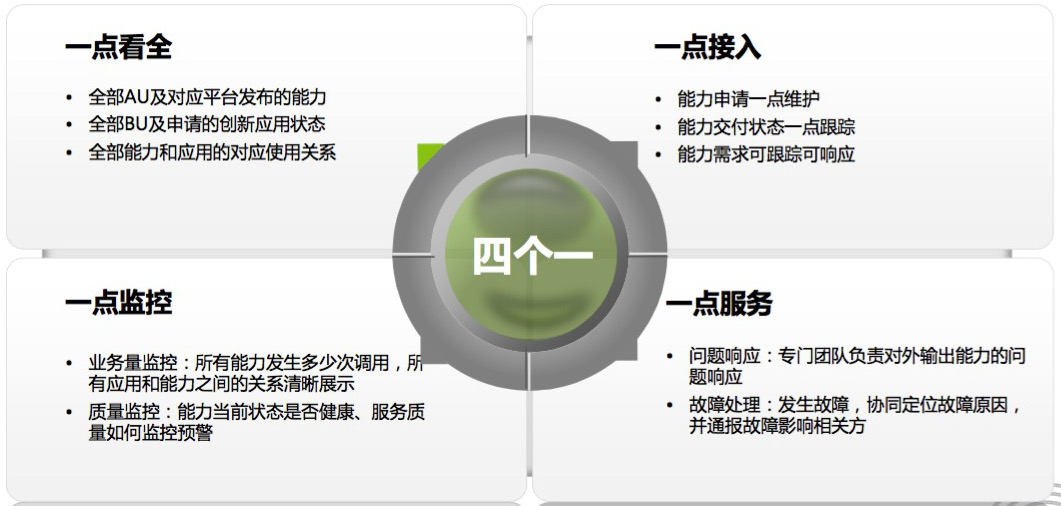 一点看全
• 全部AU及对应平台发布的能力
• 全部BU及申请的创新应用状态
• 全部能力和应用的对应使用关系
一点接入
• 能力申请一点维护
• 能力交付状态一点跟踪
• 能力需求可跟踪可响应
四个一
一点监控
• 业务量监控：所有能力发生多少次调用，所
有应用和能力之间的关系清晰展示
• 质量监控：能力当前状态是否健康、服务质
量如何监控预警
一点服务
• 问题响应：专门团队负责对外输出能力的问
题响应
• 故障处理：发生故障，协同定位故障原因，
并通报故障影响相关方